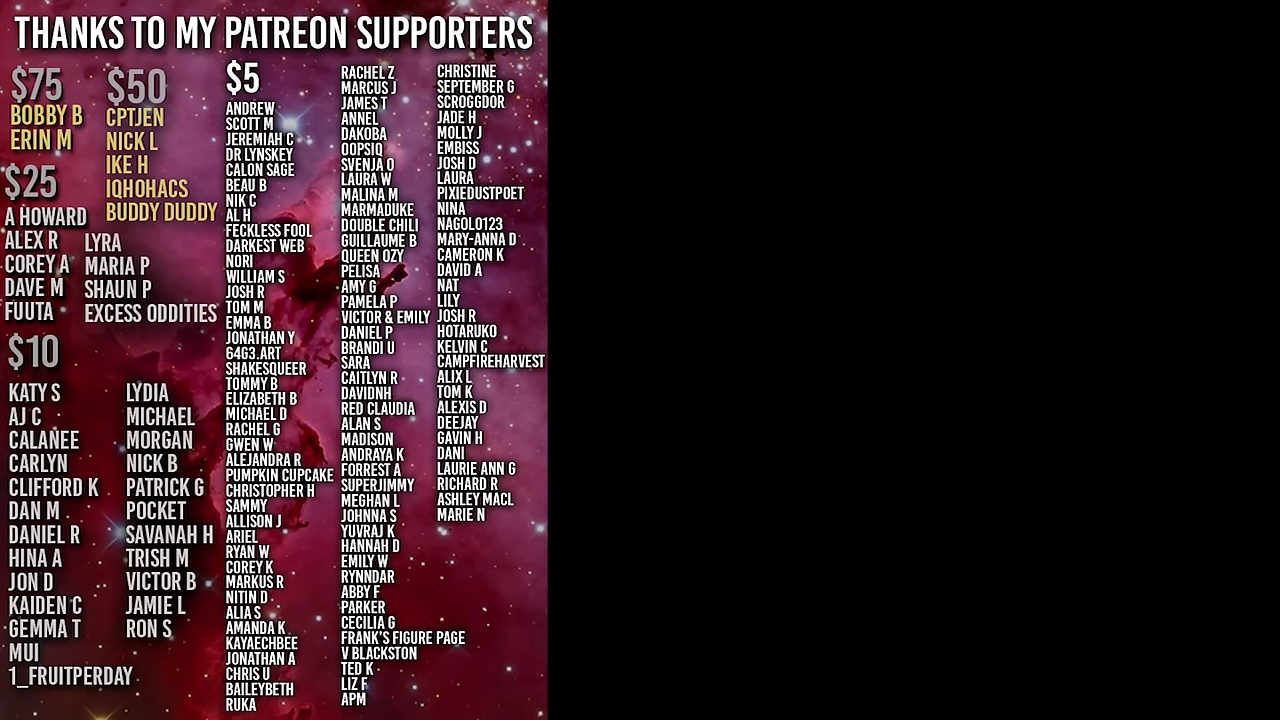 THANKS TO MY PATREON SUPPORTERS
$75
BOBBY B
ERIN M
$50
CPTJEN
NICK L
IKE H
IQHOHACS
BUDDY DUDDY
$25
A HOWARD
ALEX R
COREY A
DAVE M
FUUTA
LYRA
MARIA P
SHAUN P
EXCESS ODDITIES
$10
KATY S
AJ C
CALANEE
CARLYN
CLIFFORD K
DAN M
DANIEL R
HINA A
JON D
KAIDEN C
GEMMA T
MUI
1_FRUITPERDAY
LYDIA
MICHAEL
MORGAN
NICK B
PATRICK G
POCKET
SAVANAH H
TRISH M
VICTOR B
JAMIE L
RON S
$5
ANDREW
SCOTT M
JEREMIAH C
DR LYNSKEY
CALON SAGE
BEAU B
NIK C
AL H
FECKLESS FOOL
DARKEST WEB
NORI
WILLIAM S
JOSH R
TOM M
EMMA B
JONATHAN Y
64G3.ART
SHAKESQUEER
TOMMY B
ELIZABETH B
MICHAEL D
RACHEL G
GWEN W
ALEJANDRA R
PUMPKIN CUPCAKE
CHRISTOPHER H
SAMMY
ALLISON J
ARIEL
RYAN W
COREY K
MARKUS R
NITIN D
ALIA S
AMANDA K
KAYAECHBEE
JONATHAN A
CHRIS U
BAILEYBETH
RUKA
RACHEL Z
MARCUS J
JAMES T
ANNEL
DAKOBA
OOPSIQ
SVENJA O
LAURA W
MALINA M
MARMADUKE
DOUBLE CHILI
GUILLAUME B
QUEEN OZY
PELISA
AMY G
PAMELA P
VICTOR & EMILY
DANIEL P
BRANDI U
SARA
CAITLYN R
DAVIDNH
RED CLAUDIA
ALAN S
MADISON
ANDRAYA K
FORREST A
SUPERJIMMY
MEGHAN L
JOHNNA S
YUVRAJ K
HANNAH D
EMILY W
RYNNDAR
ABBY F
PARKER
CECILIA G
FRANK'S FIGURE PAGE
V BLACKSTON
TED K
LIZ F
APM
CHRISTINE
SEPTEMBER G
SCROGGDOR
JADE H
MOLLY J
EMBISS
JOSH D
LAURA
PIXIEDUSTPOET
NINA
NAGOLO123
MARY-ANNA D
CAMERON K
DAVID A
NAT
LILY
JOSH R
HOTARUKO
KELVIN C
CAMPFIREHARVEST
ALIX L
TOM K
ALEXIS D
DEEJAY
GAVIN H
DANI
LAURIE ANN G
RICHARD R
ASHLEY MACL
MARIE N